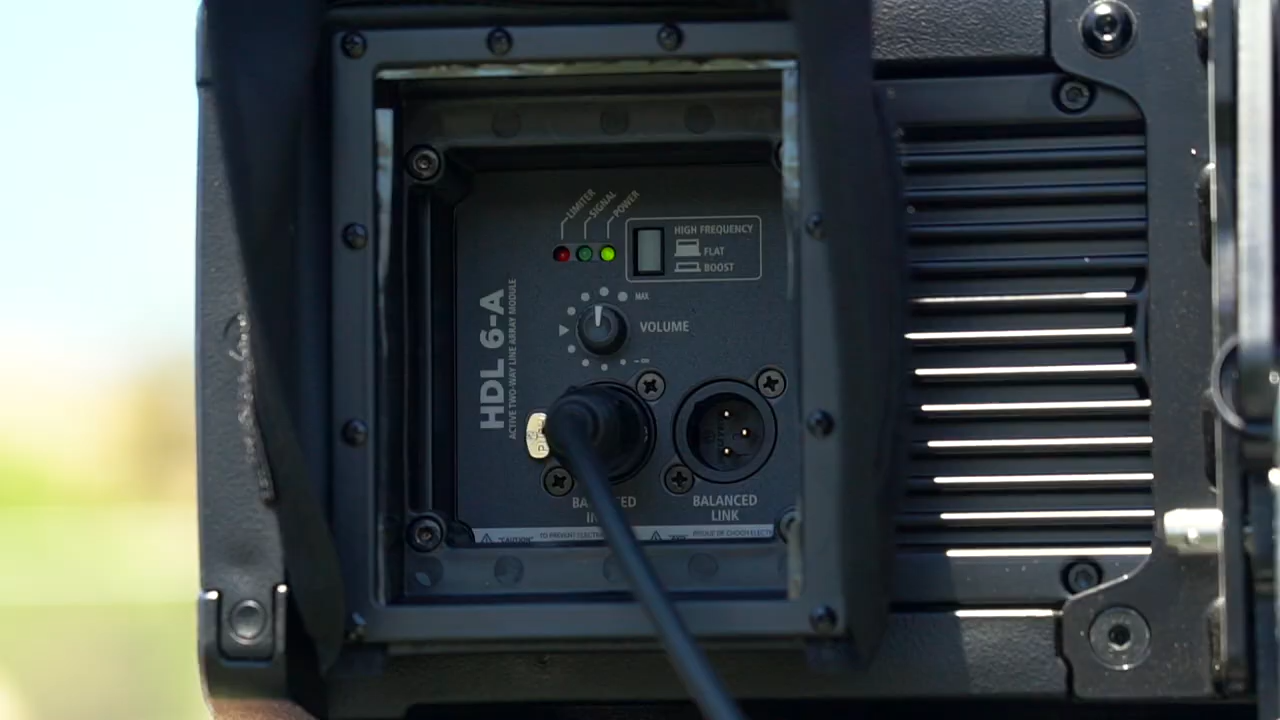 LIMITER
SIGNAL
POWER
HIGH FREQUENCY
FLAT
BOOST
MAX
VOLUME
– ∞
HDL 6-A
ACTIVE TWO-WAY LINE ARRAY MODULE
BALANCED
LINK
"CAUTION"